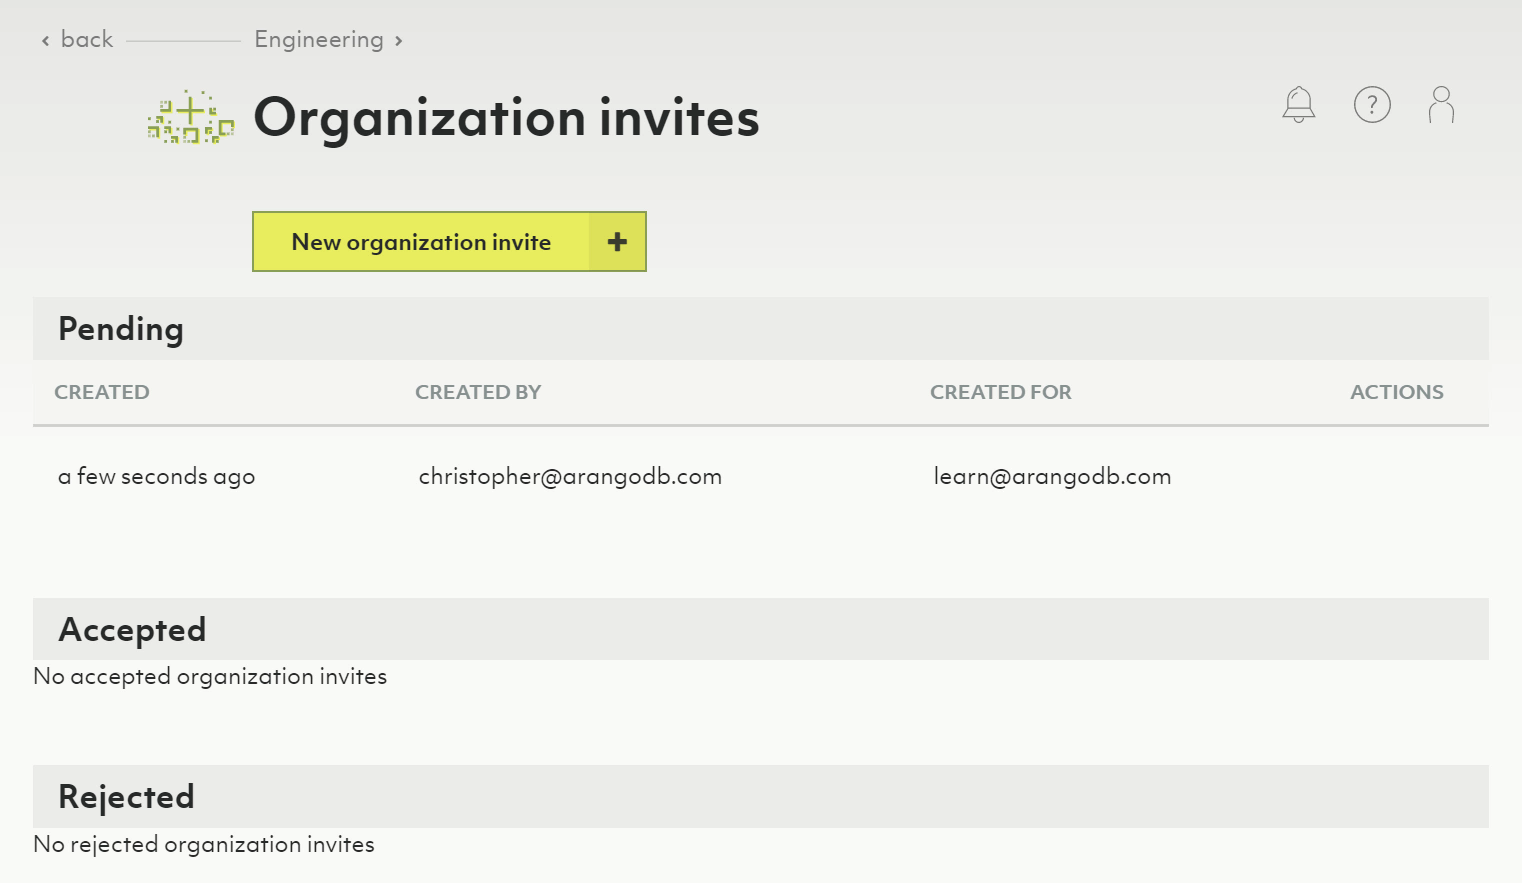 ‹ back Engineering ›
Organization invites
?
New organization invite +
Pending
CREATED CREATED BY CREATED FOR ACTIONS
a few seconds ago christopher@arangodb.com learn@arangodb.com
Accepted
No accepted organization invites
Rejected
No rejected organization invites